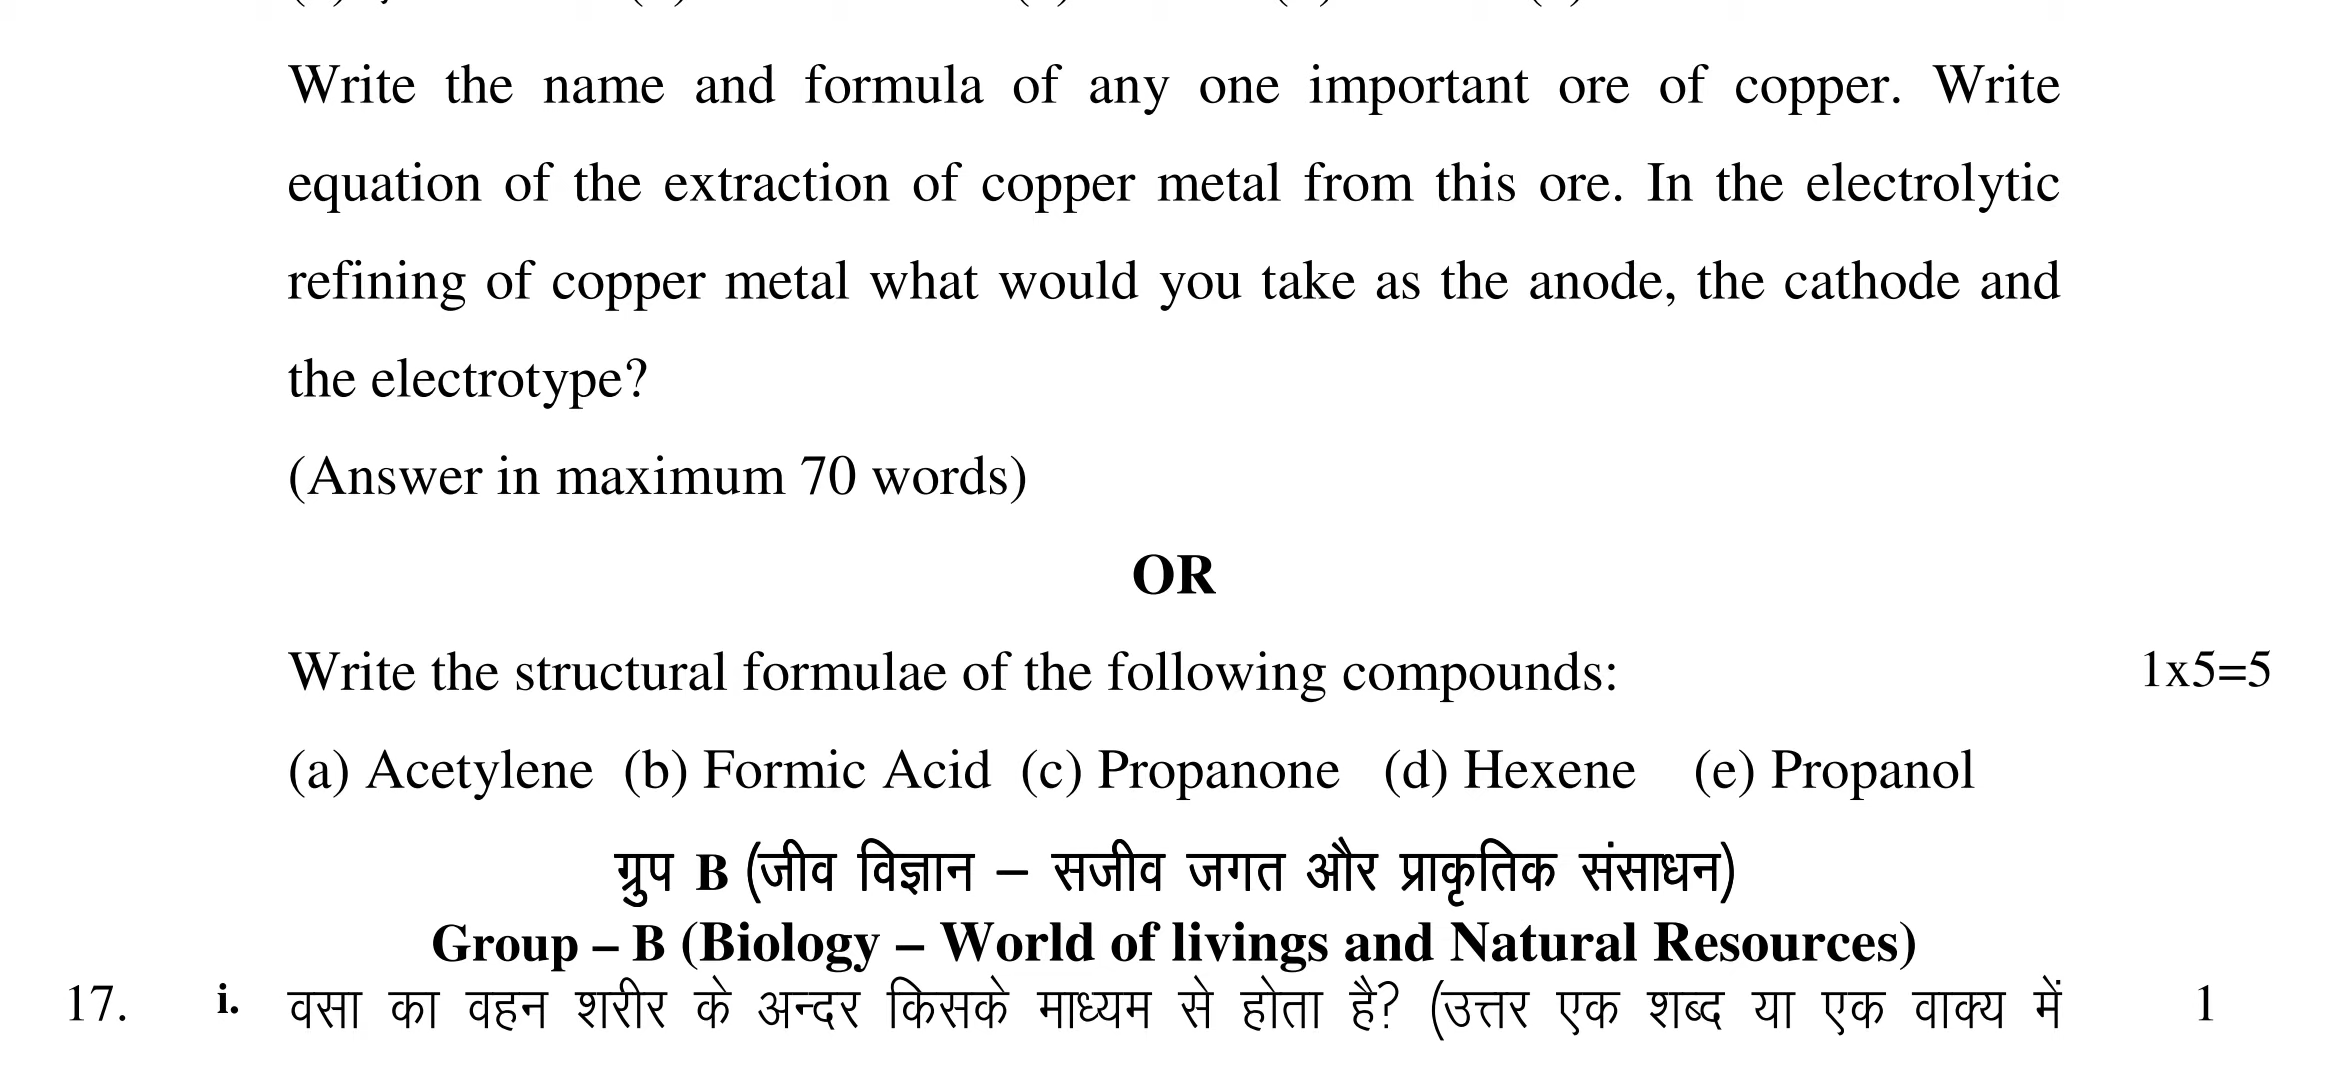 Write the name and formula of any one important ore of copper. Write
equation of the extraction of copper metal from this ore. In the electrolytic
refining of copper metal what would you take as the anode, the cathode and
the electrotype?
(Answer in maximum 70 words)
OR
Write the structural formulae of the following compounds: 1x5=5
(a) Acetylene (b) Formic Acid (c) Propanone (d) Hexene (e) Propanol
ग्रुप B (जीव विज्ञान – सजीव जगत और प्राकृतिक संसाधन)
Group – B (Biology – World of livings and Natural Resources)
17. i. वसा का वहन शरीर के अन्दर किसके माध्यम से होता है? (उत्तर एक शब्द या एक वाक्य में 1